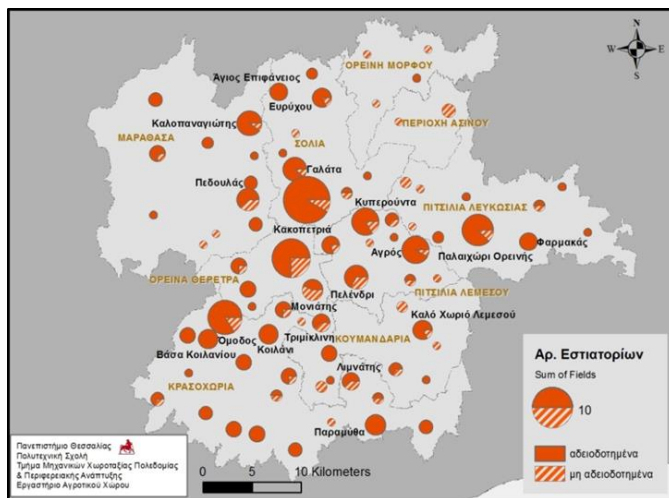 ΟΡΕΙΝΗ ΜΟΡΦΟΥ
N
W E
S
Άγιος Επιφάνειος
Ευρύχου
ΠΕΡΙΟΧΗ ΑΣΙΝΟΥ
Καλοπαναγιώτης
ΜΑΡΑΘΑΣΑ
ΣΟΛΙΑ
Γαλάτα
Πεδουλάς
Κυπερούντα
ΠΙΤΣΙΛΙΑ ΛΕΥΚΩΣΙΑΣ
Κακοπετριά
Φαρμακάς
Αγρός
Παλαιχώρι Ορεινής
ΟΡΕΙΝΑ ΘΕΡΕΤΡΑ
Πελένδρι
ΠΙΤΣΙΛΙΑ ΛΕΜΕΣΟΥ
Μονιάτης
Καλό Χωριό Λεμεσού
Όμοδος
Τριμίκλινη
ΚΟΥΜΑΝΔΑΡΙΑ
Κοιλάνι
Βάσα Κοιλανίου
Λιμνάτης
ΚΡΑΣΟΧΩΡΙΑ
Παραμύθα
Αρ. Εστιατορίων
Sum of Fields
10
αδειοδοτημένα
μη αδειοδοτημένα
Πανεπιστήμιο Θεσσαλίας
Πολυτεχνική Σχολή
Τμήμα Μηχανικών Χωροταξίας Πολεοδομίας
& Περιφερειακής Ανάπτυξης
Εργαστήριο Αγροτικού Χώρου
0 5 10 Kilometers